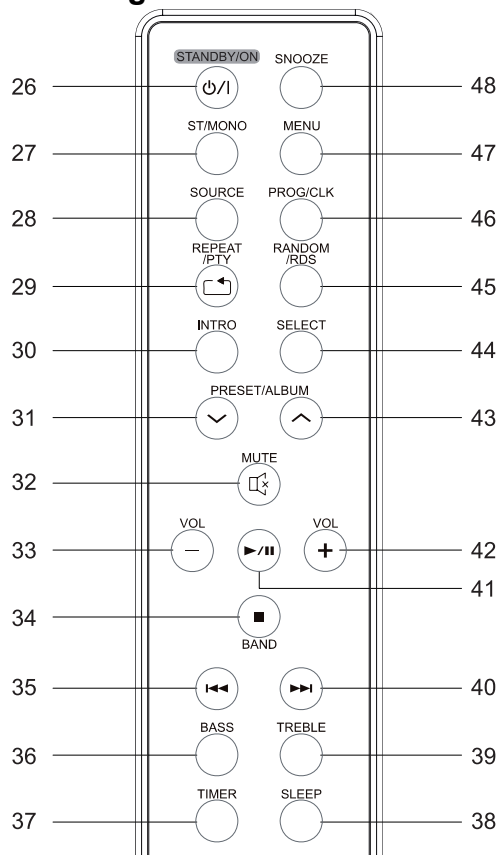 STANDBY/ON SNOOZE
26 ⏻/I 48
ST/MONO MENU
27 47
SOURCE PROG/CLK
28 46
REPEAT RANDOM
/PTY /RDS
29 45
INTRO SELECT
30 44
PRESET/ALBUM
31 43
MUTE
32
VOL VOL
33 − + 42
41
34
BAND
35 40
BASS TREBLE
36 39
TIMER SLEEP
37 38